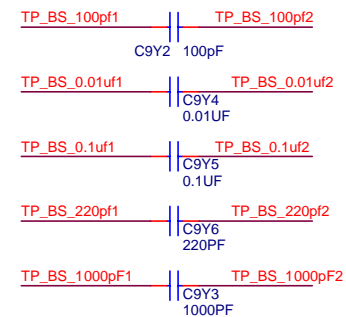 TP_BS_100pf1 TP_BS_100pf2
C9Y2 100pF
TP_BS_0.01uf1 TP_BS_0.01uf2
C9Y4
0.01UF
TP_BS_0.1uf1 TP_BS_0.1uf2
C9Y5
0.1UF
TP_BS_220pf1 TP_BS_220pf2
C9Y6
220PF
TP_BS_1000pF1 TP_BS_1000pF2
C9Y3
1000PF